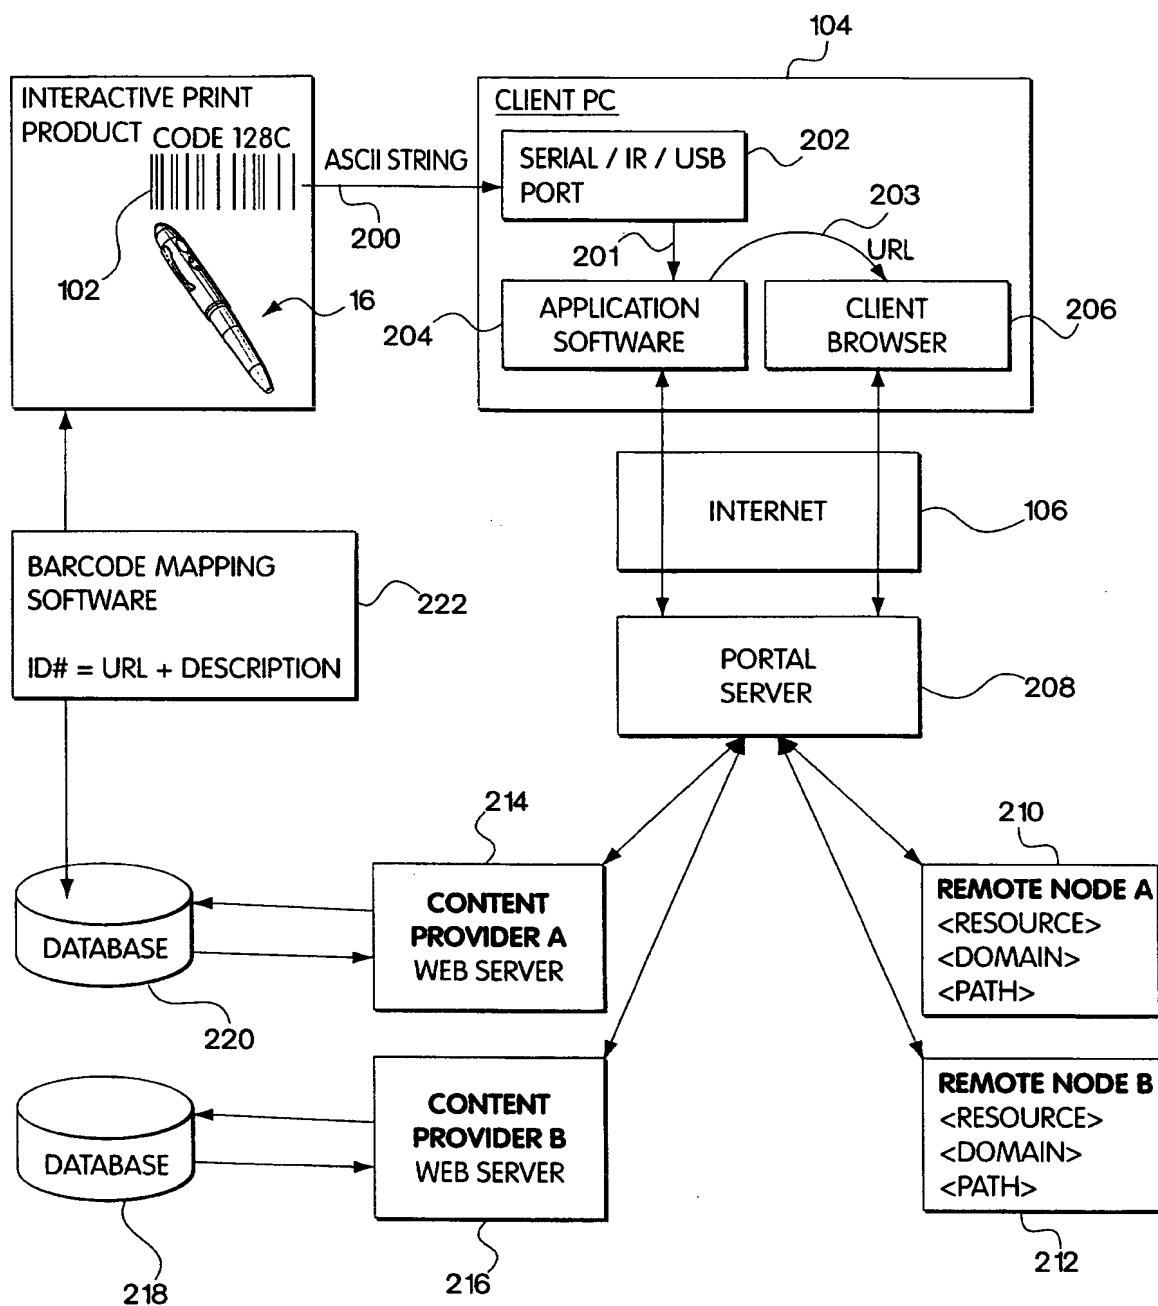 104
INTERACTIVE PRINT
PRODUCT
CODE 128C
102
16
ASCII STRING
200
CLIENT PC
SERIAL / IR / USB
PORT
202
201
203
URL
APPLICATION
SOFTWARE
204
CLIENT
BROWSER
206
INTERNET
106
BARCODE MAPPING
SOFTWARE
ID# = URL + DESCRIPTION
222
PORTAL
SERVER
208
214
210
DATABASE
220
CONTENT
PROVIDER A
WEB SERVER
REMOTE NODE A
<RESOURCE>
<DOMAIN>
<PATH>
DATABASE
218
CONTENT
PROVIDER B
WEB SERVER
216
REMOTE NODE B
<RESOURCE>
<DOMAIN>
<PATH>
212